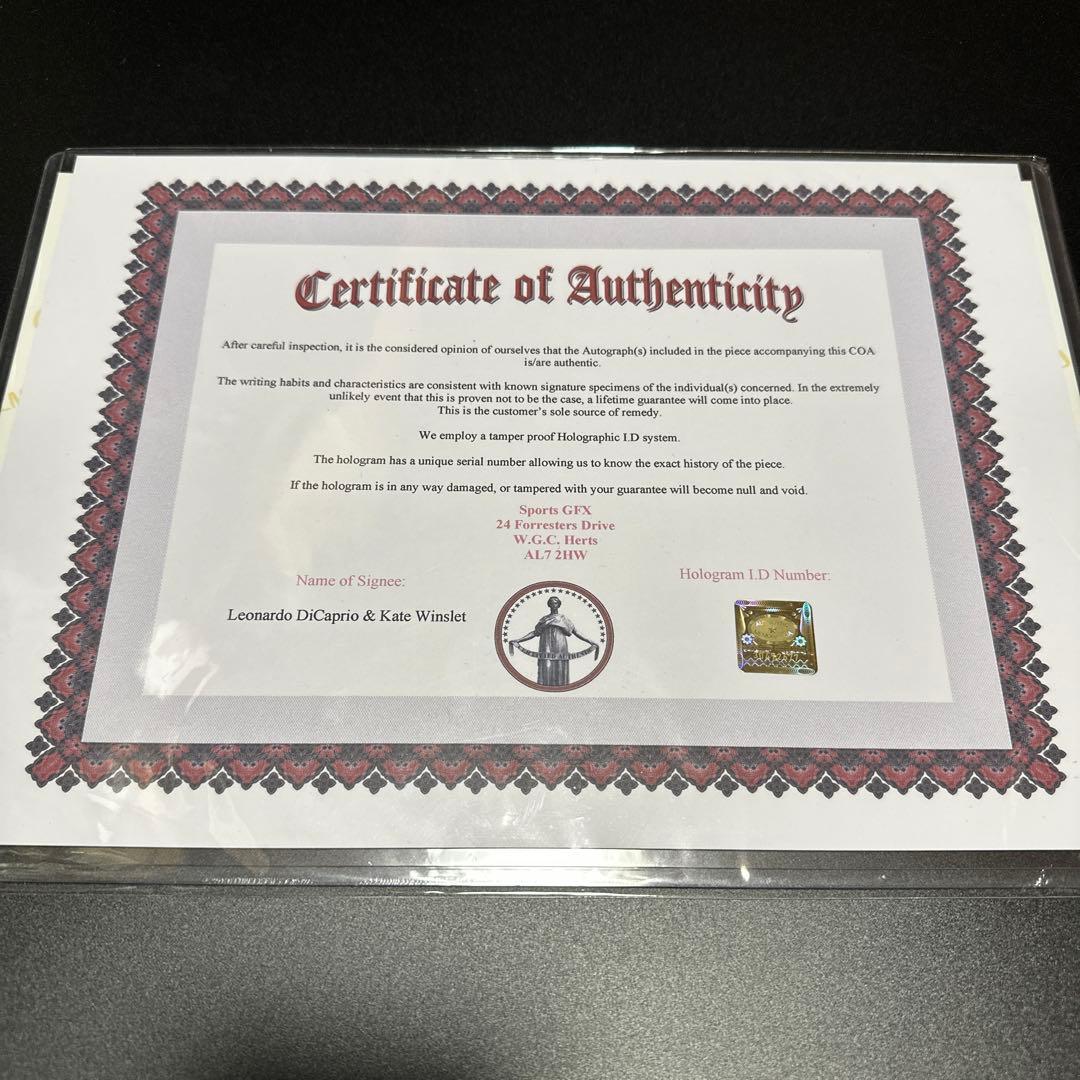 Certificate of Authenticity
After careful inspection, it is the considered opinion of ourselves that the Autograph(s) included in the piece accompanying this COA
is/are authentic.
The writing habits and characteristics are consistent with known signature specimens of the individual(s) concerned. In the extremely
unlikely event that this is proven not to be the case, a lifetime guarantee will come into place.
This is the customer's sole source of remedy.
We employ a tamper proof Holographic I.D system.
The hologram has a unique serial number allowing us to know the exact history of the piece.
If the hologram is in any way damaged, or tampered with your guarantee will become null and void.
Sports GFX
24 Forresters Drive
W.G.C. Herts
AL7 2HW
Name of Signee:
Hologram I.D Number:
Leonardo DiCaprio & Kate Winslet